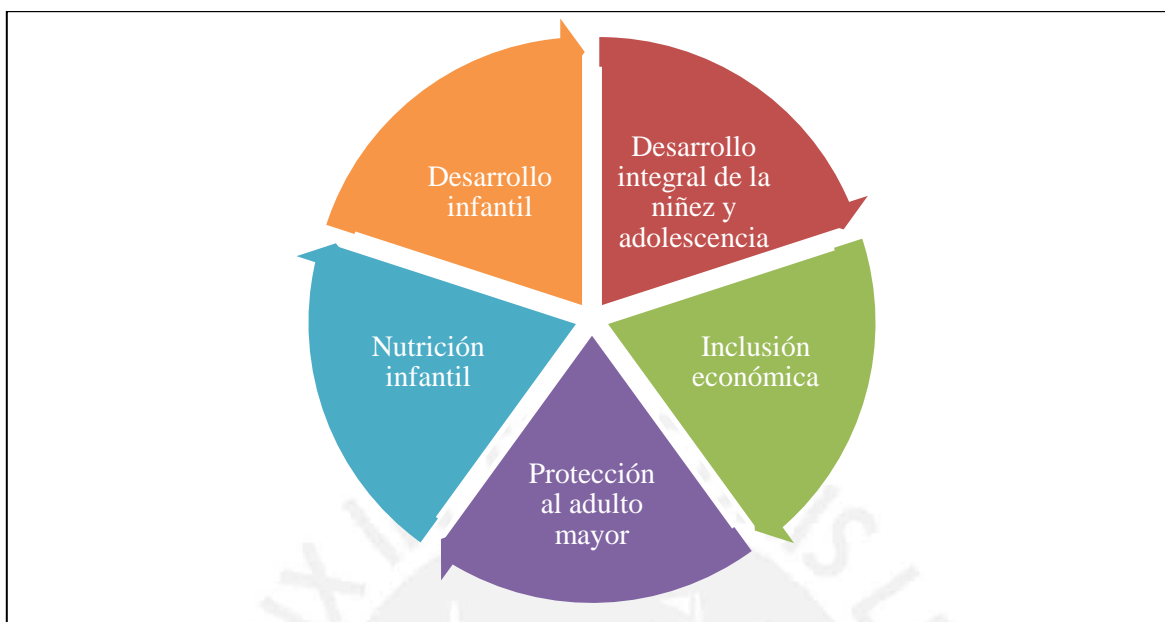 Desarrollo
infantil
Desarrollo
integral de la
niñez y
adolescencia
Nutrición
infantil
Inclusión
económica
Protección
al adulto
mayor